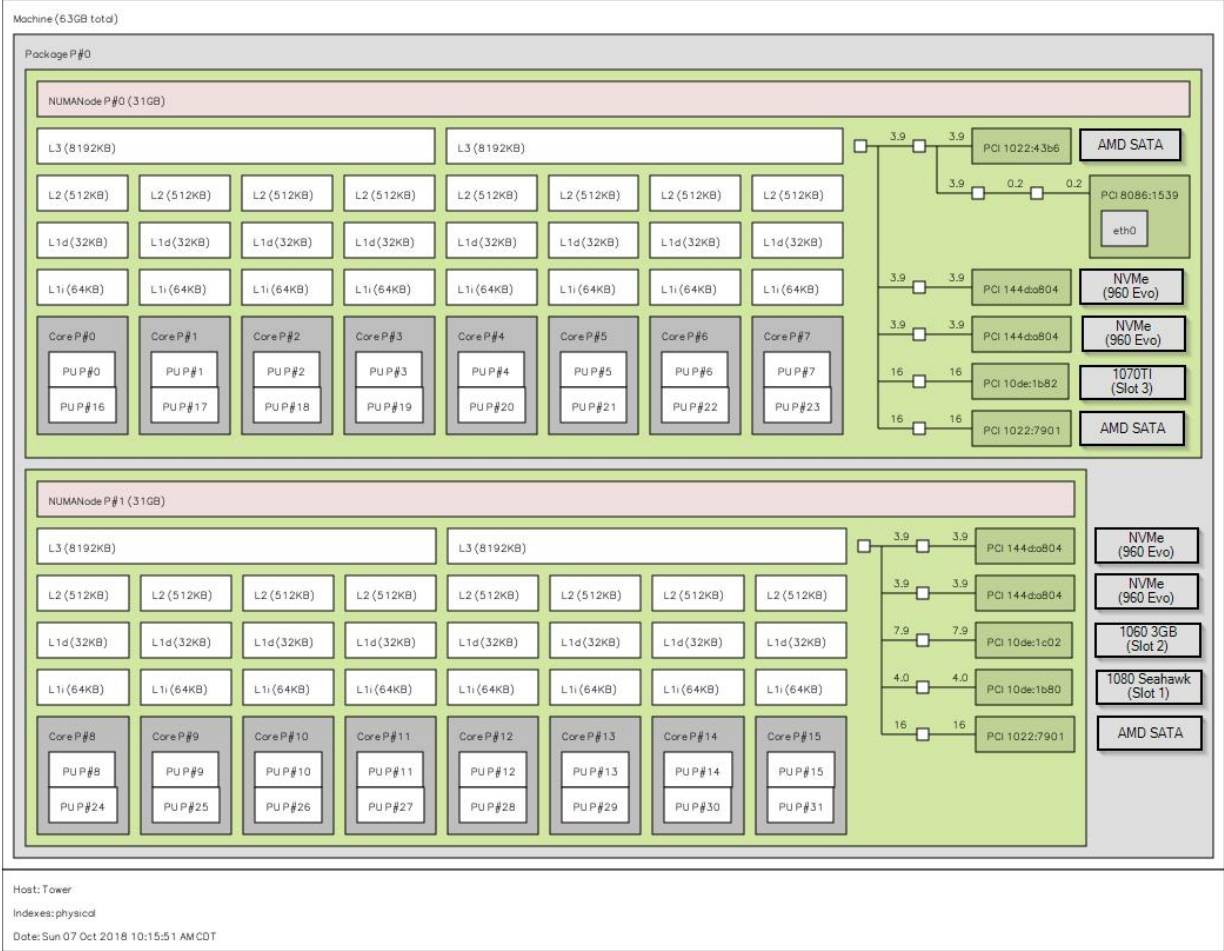 Machine (63GB total)
Package P#0
NUMANode P#0 (31GB)
L3 (8192KB) L3 (8192KB)
3.9 3.9 PCI 1022:43b6 AMD SATA
L2 (512KB) L2 (512KB) L2 (512KB) L2 (512KB) L2 (512KB) L2 (512KB) L2 (512KB) L2 (512KB)
3.9 0.2 0.2 PCI 8086:1539
eth0
L1d (32KB) L1d (32KB) L1d (32KB) L1d (32KB) L1d (32KB) L1d (32KB) L1d (32KB) L1d (32KB)
L1i (64KB) L1i (64KB) L1i (64KB) L1i (64KB) L1i (64KB) L1i (64KB) L1i (64KB) L1i (64KB)
3.9 3.9 PCI 144d:a804 NVMe
(960 Evo)
Core P#0 Core P#1 Core P#2 Core P#3 Core P#4 Core P#5 Core P#6 Core P#7
3.9 3.9 PCI 144d:a804 NVMe
(960 Evo)
PU P#0 PU P#1 PU P#2 PU P#3 PU P#4 PU P#5 PU P#6 PU P#7
16 16 PCI 10de:1b82 1070TI
(Slot 3)
PU P#16 PU P#17 PU P#18 PU P#19 PU P#20 PU P#21 PU P#22 PU P#23
16 16 PCI 1022:7901 AMD SATA
NUMANode P#1 (31GB)
L3 (8192KB) L3 (8192KB)
3.9 3.9 PCI 144d:a804 NVMe
(960 Evo)
L2 (512KB) L2 (512KB) L2 (512KB) L2 (512KB) L2 (512KB) L2 (512KB) L2 (512KB) L2 (512KB)
3.9 3.9 PCI 144d:a804 NVMe
(960 Evo)
L1d (32KB) L1d (32KB) L1d (32KB) L1d (32KB) L1d (32KB) L1d (32KB) L1d (32KB) L1d (32KB)
7.9 7.9 PCI 10de:1c02 1060 3GB
(Slot 2)
L1i (64KB) L1i (64KB) L1i (64KB) L1i (64KB) L1i (64KB) L1i (64KB) L1i (64KB) L1i (64KB)
4.0 4.0 PCI 10de:1b80 1080 Seahawk
(Slot 1)
Core P#8 Core P#9 Core P#10 Core P#11 Core P#12 Core P#13 Core P#14 Core P#15
16 16 PCI 1022:7901 AMD SATA
PU P#8 PU P#9 PU P#10 PU P#11 PU P#12 PU P#13 PU P#14 PU P#15
PU P#24 PU P#25 PU P#26 PU P#27 PU P#28 PU P#29 PU P#30 PU P#31
Host: Tower
Indexes: physical
Date: Sun 07 Oct 2018 10:15:51 AM CDT